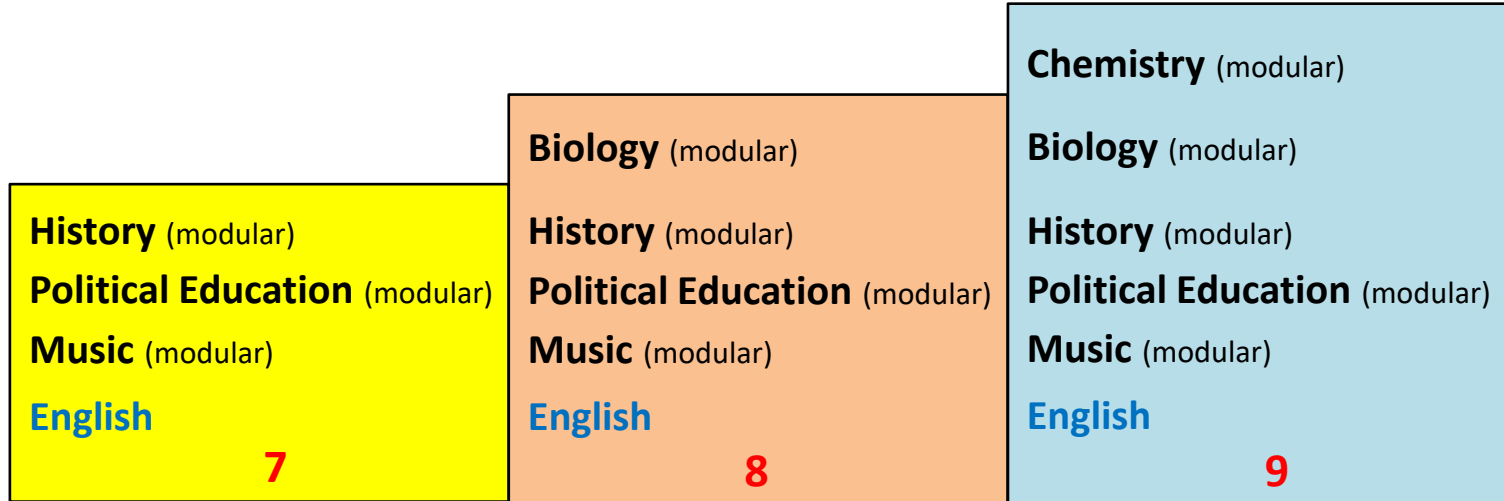 History (modular)
Political Education (modular)
Music (modular)
English
7
Biology (modular)
History (modular)
Political Education (modular)
Music (modular)
English
8
Chemistry (modular)
Biology (modular)
History (modular)
Political Education (modular)
Music (modular)
English
9